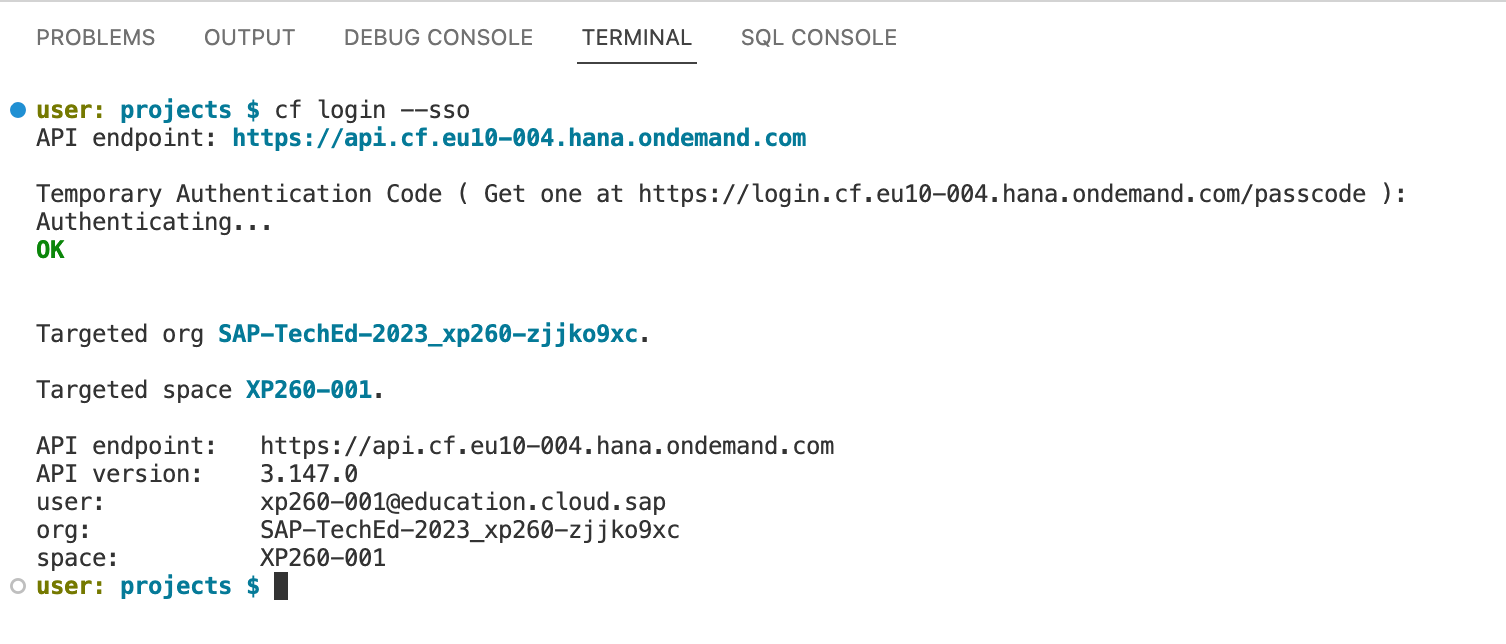 PROBLEMS OUTPUT DEBUG CONSOLE TERMINAL SQL CONSOLE
user: projects $ cf login --sso
API endpoint: https://api.cf.eu10-004.hana.ondemand.com
Temporary Authentication Code ( Get one at https://login.cf.eu10-004.hana.ondemand.com/passcode ):
Authenticating...
OK
Targeted org SAP-TechEd-2023_xp260-zjjko9xc.
Targeted space XP260-001.
API endpoint: https://api.cf.eu10-004.hana.ondemand.com
API version: 3.147.0
user: xp260-001@education.cloud.sap
org: SAP-TechEd-2023_xp260-zjjko9xc
space: XP260-001
user: projects $